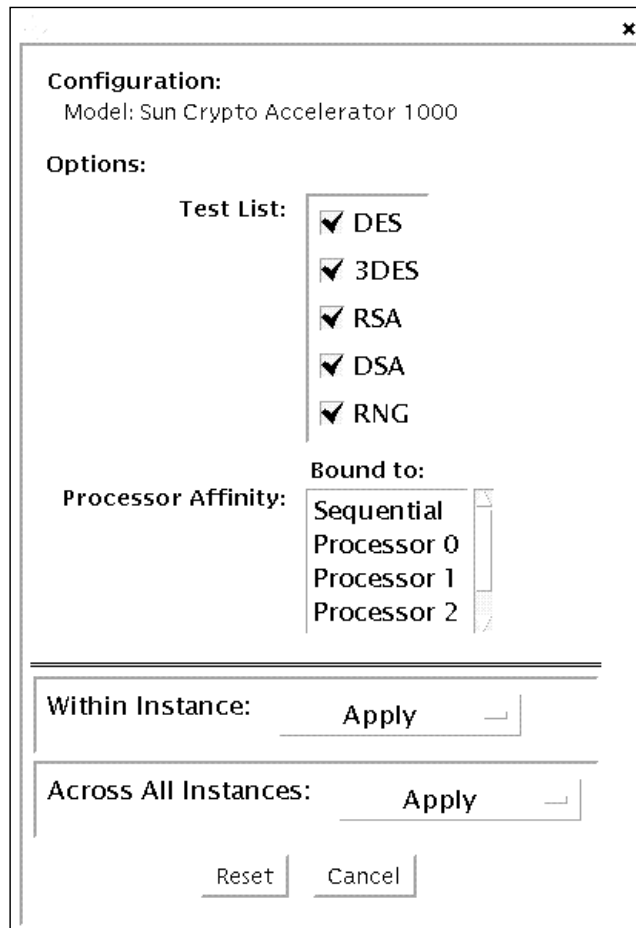 Configuration:
Model: Sun Crypto Accelerator 1000
Options:
Test List:
DES
3DES
RSA
DSA
RNG
Bound to:
Processor Affinity:
Sequential
Processor 0
Processor 1
Processor 2
Within Instance: Apply
Across All Instances: Apply
Reset Cancel